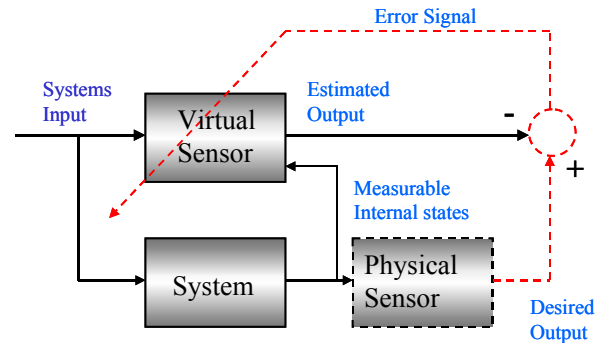 Error Signal
Systems
Input
Estimated
Output
Virtual
Sensor
-
+
Measurable
Internal states
System
Physical
Sensor
Desired
Output